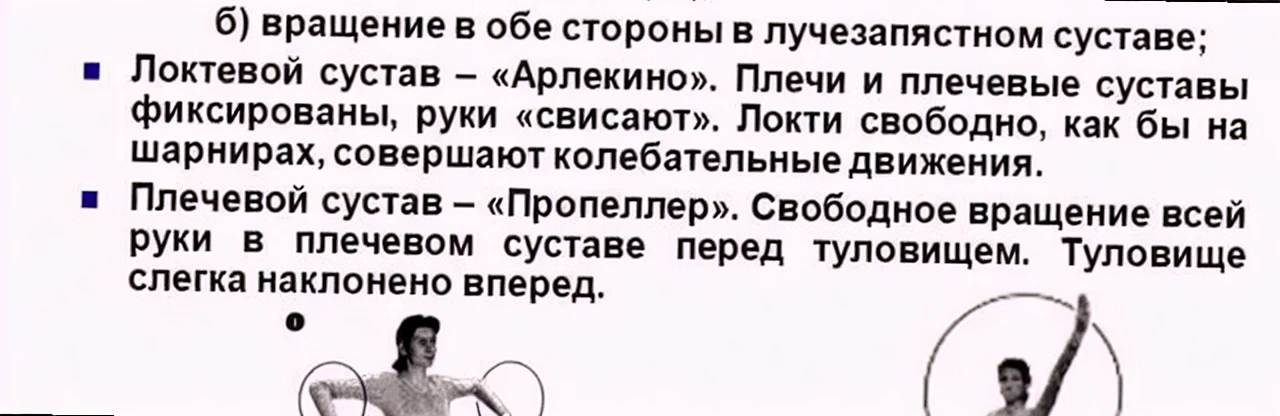 б) вращение в обе стороны в лучезапястном суставе;
▪ Локтевой сустав – «Арлекино». Плечи и плечевые суставы
фиксированы, руки «свисают». Локти свободно, как бы на
шарнирах, совершают колебательные движения.
▪ Плечевой сустав – «Пропеллер». Свободное вращение всей
руки в плечевом суставе перед туловищем. Туловище
слегка наклонено вперед.